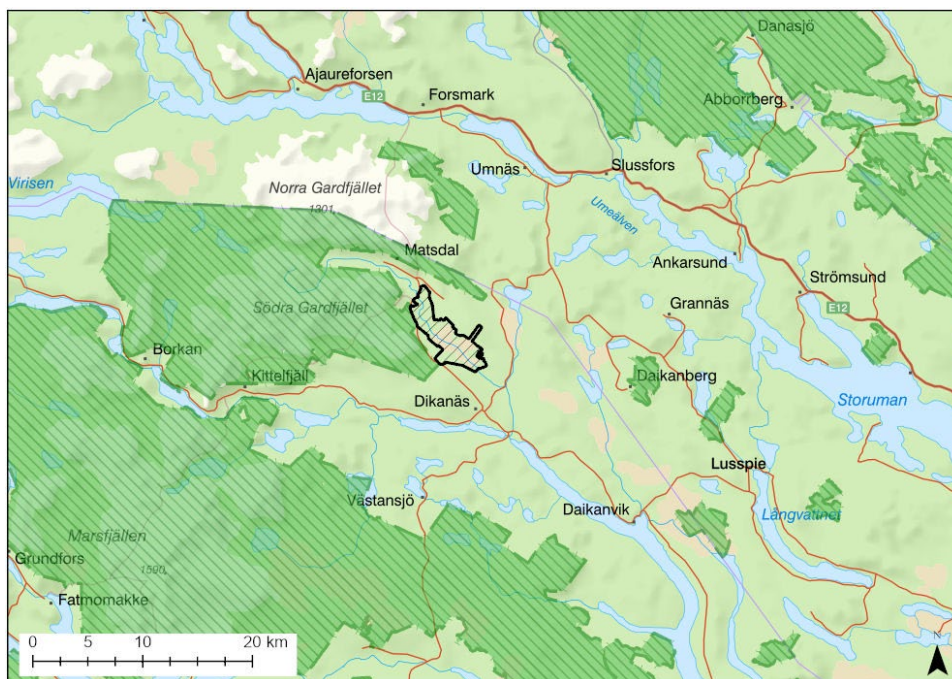 Danasjö
Ajaureforsen
E12
Forsmark
Abborrberg
Umnäs
Slussfors
Virisen
Norra Gardfjället
1301
Umeälven
Matsdal
Ankarsund
Strömsund
Södra Gardfjället
Grannäs
E12
Borkan
Kittelfjäll
Daikanberg
Dikanäs
Storuman
Lusspie
Västansjö
Daikanvik
Långvattnet
Marsfjällen
Grundfors
1590
Fatmomakke
0 5 10 20 km
N